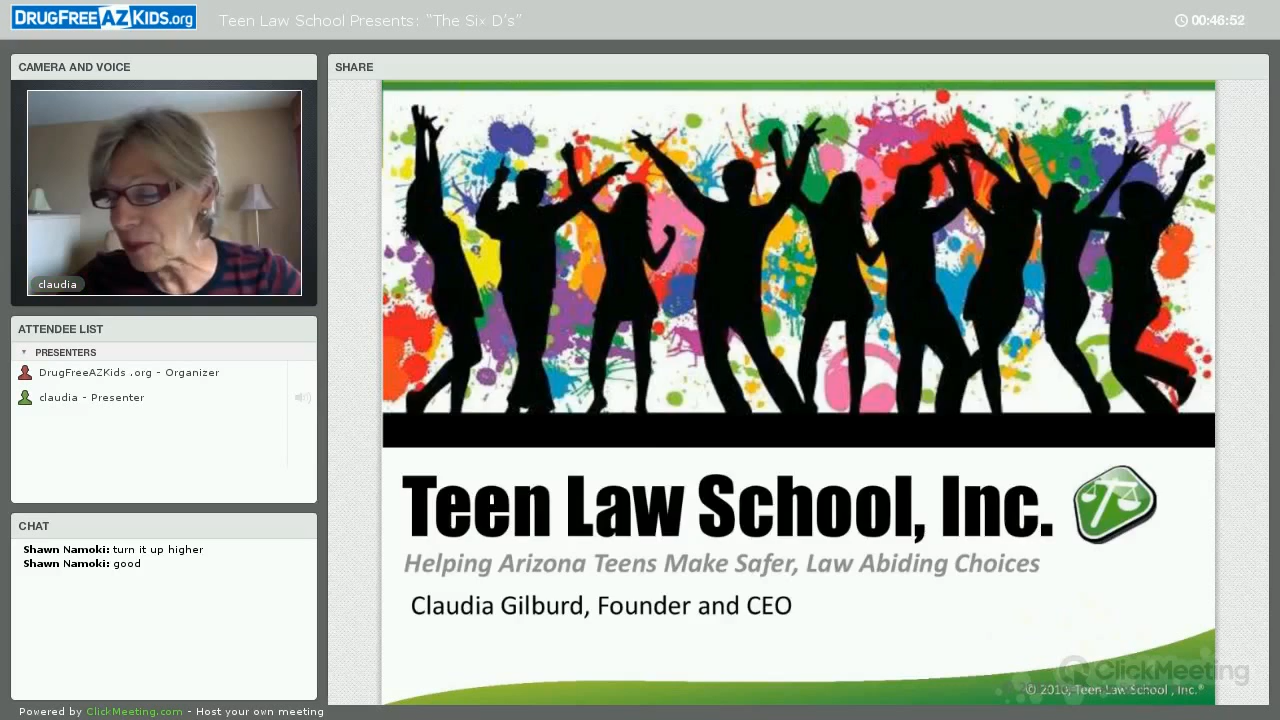 DRUGFREEAZKIDS.org
Teen Law School Presents: "The Six D's"
00:46:52
CAMERA AND VOICE
claudia
ATTENDEE LIST
PRESENTERS
DrugFreeAZKids .org - Organizer
claudia - Presenter
CHAT
Shawn Namoki: turn it up higher
Shawn Namoki: good
SHARE
Teen Law School, Inc.
Helping Arizona Teens Make Safer, Law Abiding Choices
Claudia Gilburd, Founder and CEO
ClickMeeting
© 2010, Teen Law School , Inc.®
Powered by ClickMeeting.com - Host your own meeting